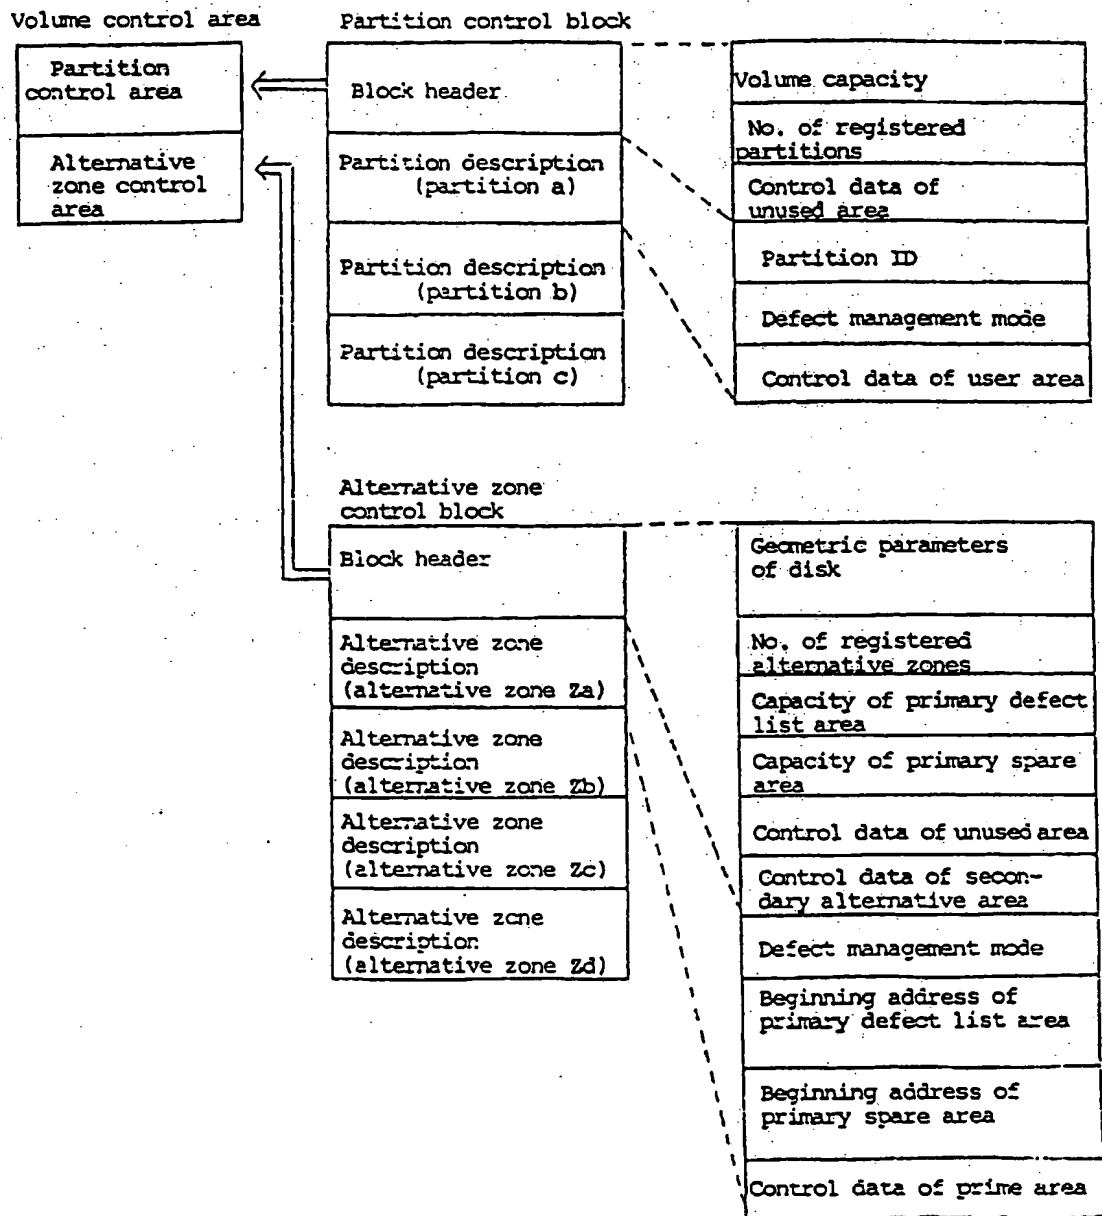 Volume control area
Partition
control area
Alternative
zone control
area
Partition control block
Block header
Partition description
(partition a)
Partition description
(partition b)
Partition description
(partition c)
Volume capacity
No. of registered
partitions
Control data of
unused area
Partition ID
Defect management mode
Control data of user area
Alternative zone
control block
Block header
Alternative zone
description
(alternative zone Za)
Alternative zone
description
(alternative zone Zb)
Alternative zone
description
(alternative zone Zc)
Alternative zone
description
(alternative zone Zd)
Geometric parameters
of disk
No. of registered
alternative zones
Capacity of primary defect
list area
Capacity of primary spare
area
Control data of unused area
Control data of secon-
dary alternative area
Defect management mode
Beginning address of
primary defect list area
Beginning address of
primary spare area
Control data of prime area